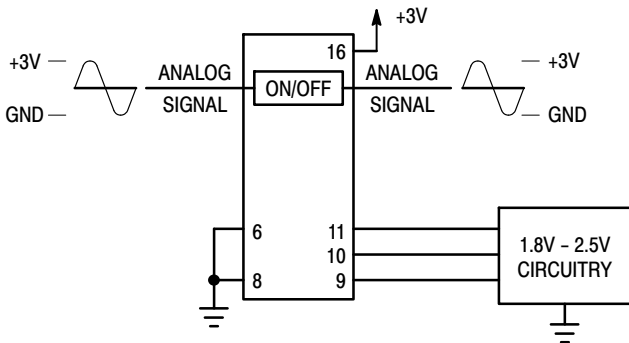 +3V
16
+3V
ANALOG
SIGNAL
ON/OFF
ANALOG
SIGNAL
+3V
GND
GND
6
11
8
10
9
1.8V – 2.5V
CIRCUITRY